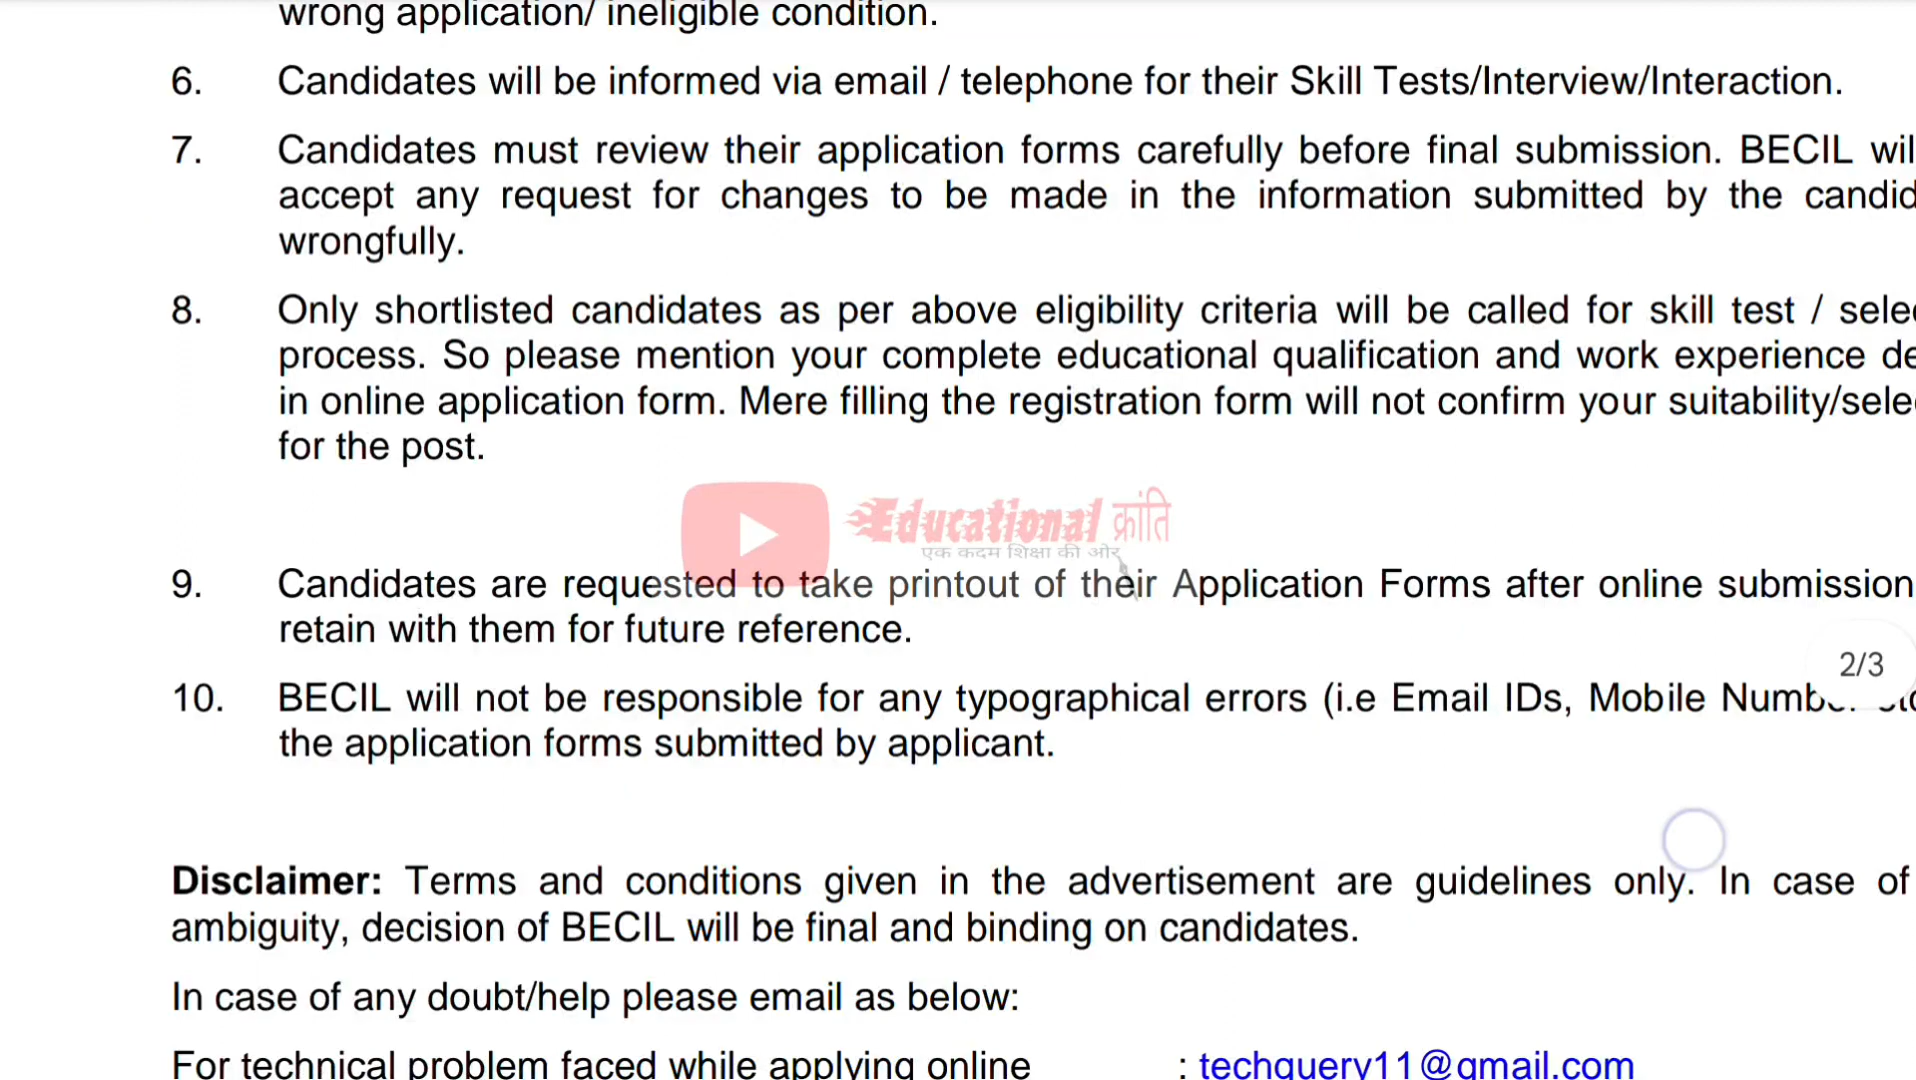 wrong application/ ineligible condition.
6. Candidates will be informed via email / telephone for their Skill Tests/Interview/Interaction.
7. Candidates must review their application forms carefully before final submission. BECIL wil
accept any request for changes to be made in the information submitted by the candid
wrongfully.
8. Only shortlisted candidates as per above eligibility criteria will be called for skill test / sele
process. So please mention your complete educational qualification and work experience de
in online application form. Mere filling the registration form will not confirm your suitability/sele
for the post.
Educational क्रांति
एक कदम शिक्षा की ओर
9. Candidates are requested to take printout of their Application Forms after online submission
retain with them for future reference.
2/3
10. BECIL will not be responsible for any typographical errors (i.e Email IDs, Mobile
the application forms submitted by applicant.
Disclaimer: Terms and conditions given in the advertisement are guidelines only. In case of
ambiguity, decision of BECIL will be final and binding on candidates.
In case of any doubt/help please email as below:
For technical problem faced while applying online : techquery11@gmail.com